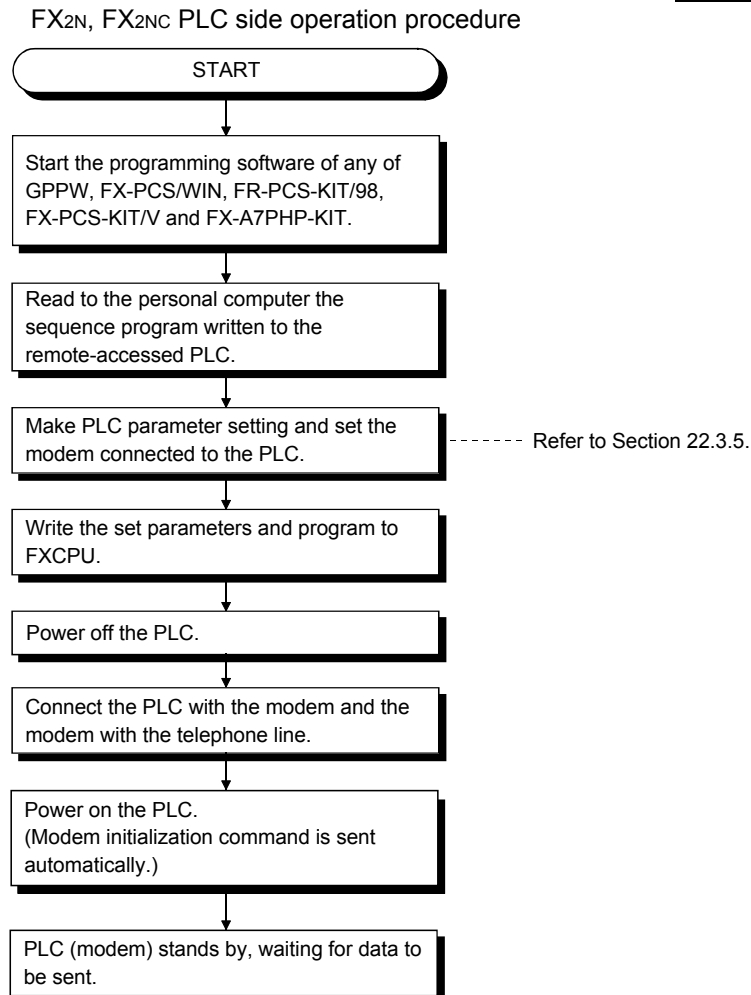 FX2N, FX2NC PLC side operation procedure
START
Start the programming software of any of
GPPW, FX-PCS/WIN, FR-PCS-KIT/98,
FX-PCS-KIT/V and FX-A7PHP-KIT.
Read to the personal computer the
sequence program written to the
remote-accessed PLC.
Make PLC parameter setting and set the
modem connected to the PLC.
Refer to Section 22.3.5.
Write the set parameters and program to
FXCPU.
Power off the PLC.
Connect the PLC with the modem and the
modem with the telephone line.
Power on the PLC.
(Modem initialization command is sent
automatically.)
PLC (modem) stands by, waiting for data to
be sent.